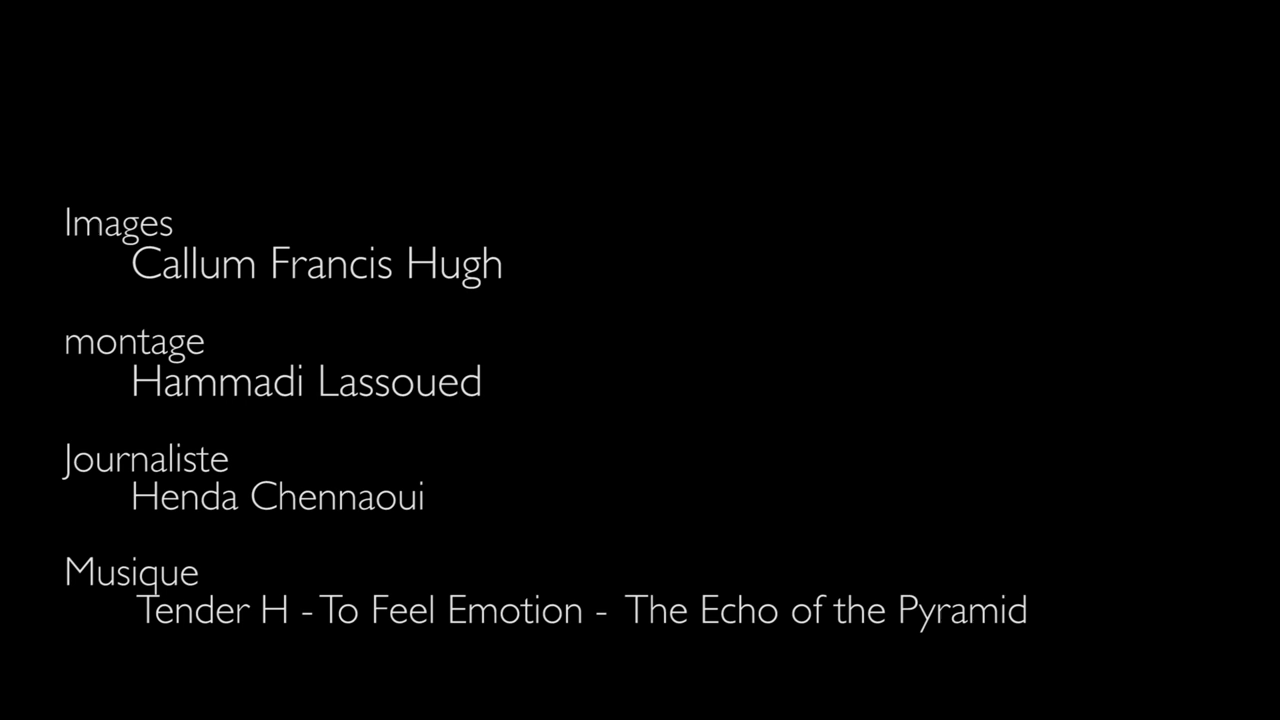 Images
Callum Francis Hugh
montage
Hammadi Lassoued
Journaliste
Henda Chennaoui
Musique
Tender H - To Feel Emotion - The Echo of the Pyramid